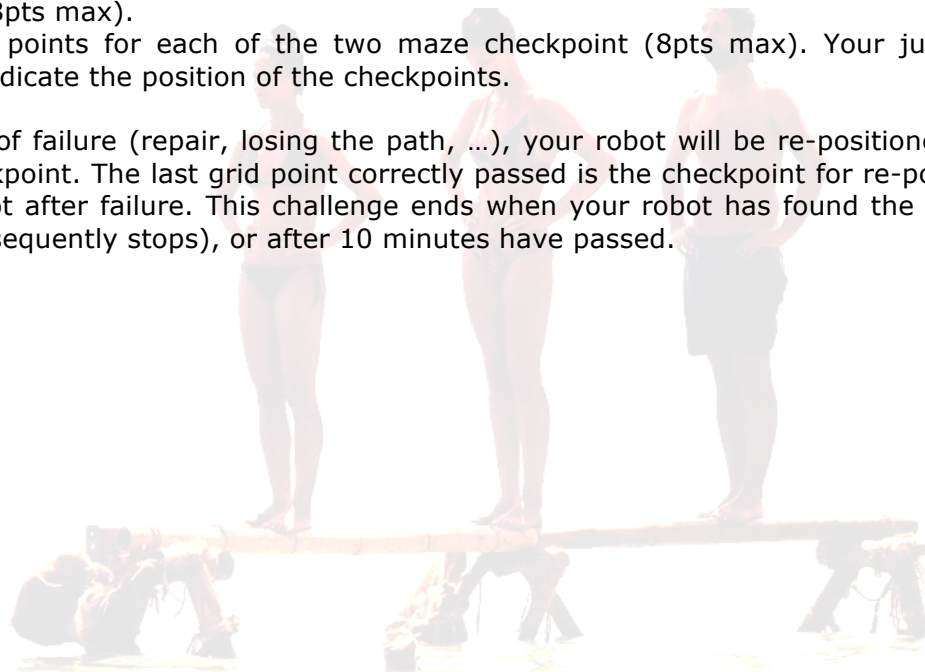 3pts max).
points for each of the two maze checkpoint (8pts max). Your ju
dicate the position of the checkpoints.
of failure (repair, losing the path, …), your robot will be re-positione
kpoint. The last grid point correctly passed is the checkpoint for re-po
ot after failure. This challenge ends when your robot has found the
sequently stops), or after 10 minutes have passed.